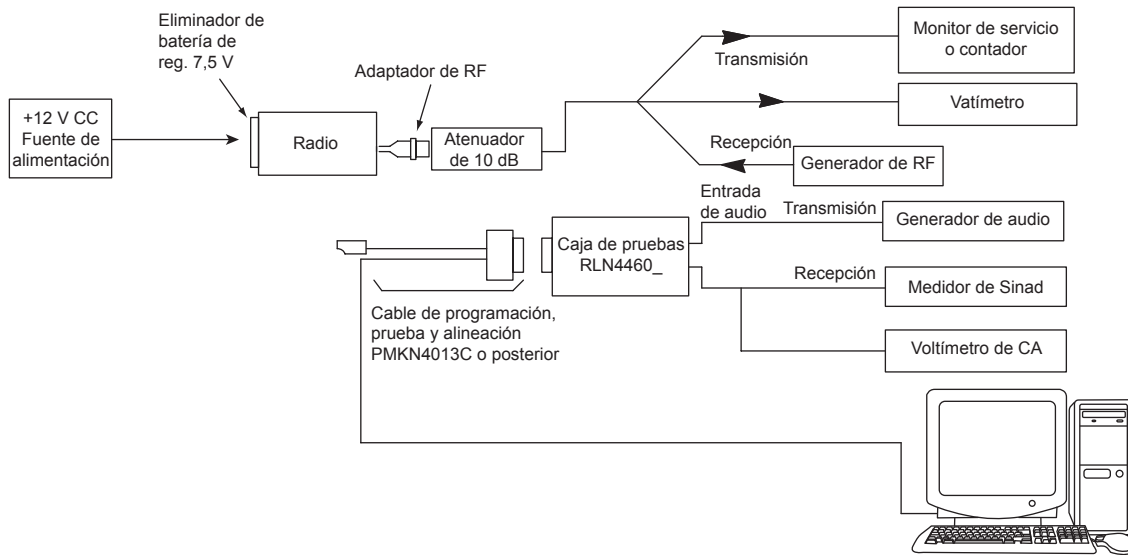 Eliminador de
batería de
reg. 7,5 V
Adaptador de RF
+12 V CC
Fuente de
alimentación
Radio
Atenuador
de 10 dB
Transmisión
Monitor de servicio
o contador
Vatímetro
Recepción
Generador de RF
Entrada
de audio
Transmisión
Generador de audio
Caja de pruebas
RLN4460_
Recepción
Medidor de Sinad
Voltímetro de CA
Cable de programación,
prueba y alineación
PMKN4013C o posterior